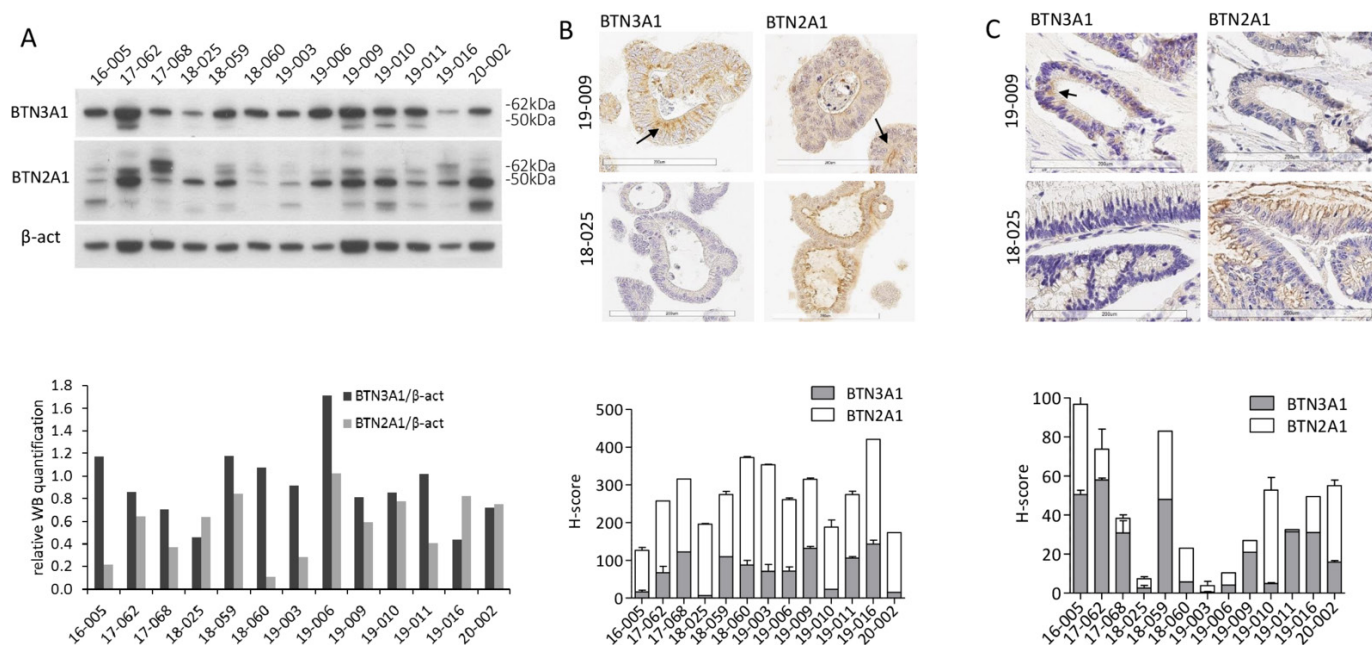 A
16-005 17-062 17-068 18-025 18-059 18-060 19-003 19-006 19-009 19-010 19-011 19-016 20-002
BTN3A1
-62kDa
-50kDa
BTN2A1
-62kDa
-50kDa
β-act
relative WB quantification
1.8
1.6
1.4
1.2
1.0
0.8
0.6
0.4
0.2
0.0
BTN3A1/β-act
BTN2A1/β-act
16-005 17-062 17-068 18-025 18-059 18-060 19-003 19-006 19-009 19-010 19-011 19-016 20-002
B
BTN3A1 BTN2A1
19-009
18-025
H-score
500
400
300
200
100
0
BTN3A1
BTN2A1
16-005 17-062 17-068 18-025 18-059 18-060 19-003 19-006 19-009 19-010 19-011 19-016 20-002
C
BTN3A1 BTN2A1
19-009
200um 200um
18-025
200um 200um
H-score
100
80
60
40
20
0
BTN3A1
BTN2A1
16-005 17-062 17-068 18-025 18-059 18-060 19-003 19-006 19-009 19-010 19-011 19-016 20-002